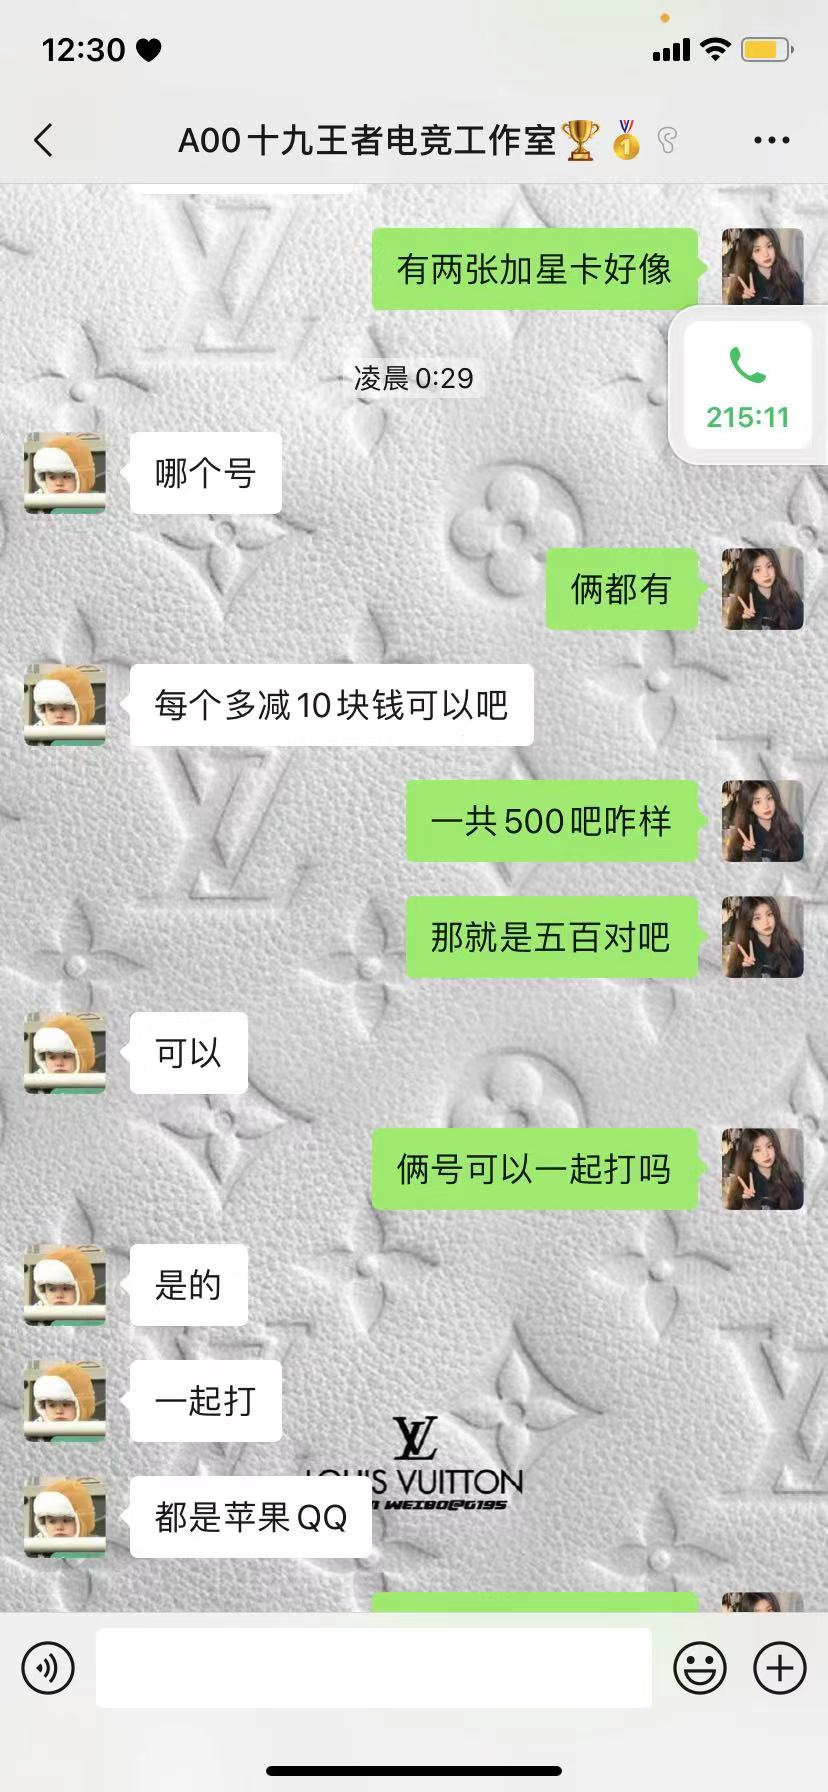 12:30
A00十九王者电竞工作室
有两张加星卡好像
215:11
凌晨 0:29
哪个号
俩都有
每个多减10块钱可以吧
一共500吧咋样
那就是五百对吧
可以
俩号可以一起打吗
是的
一起打
LOUIS VUITTON
WEIBO@G195
都是苹果QQ